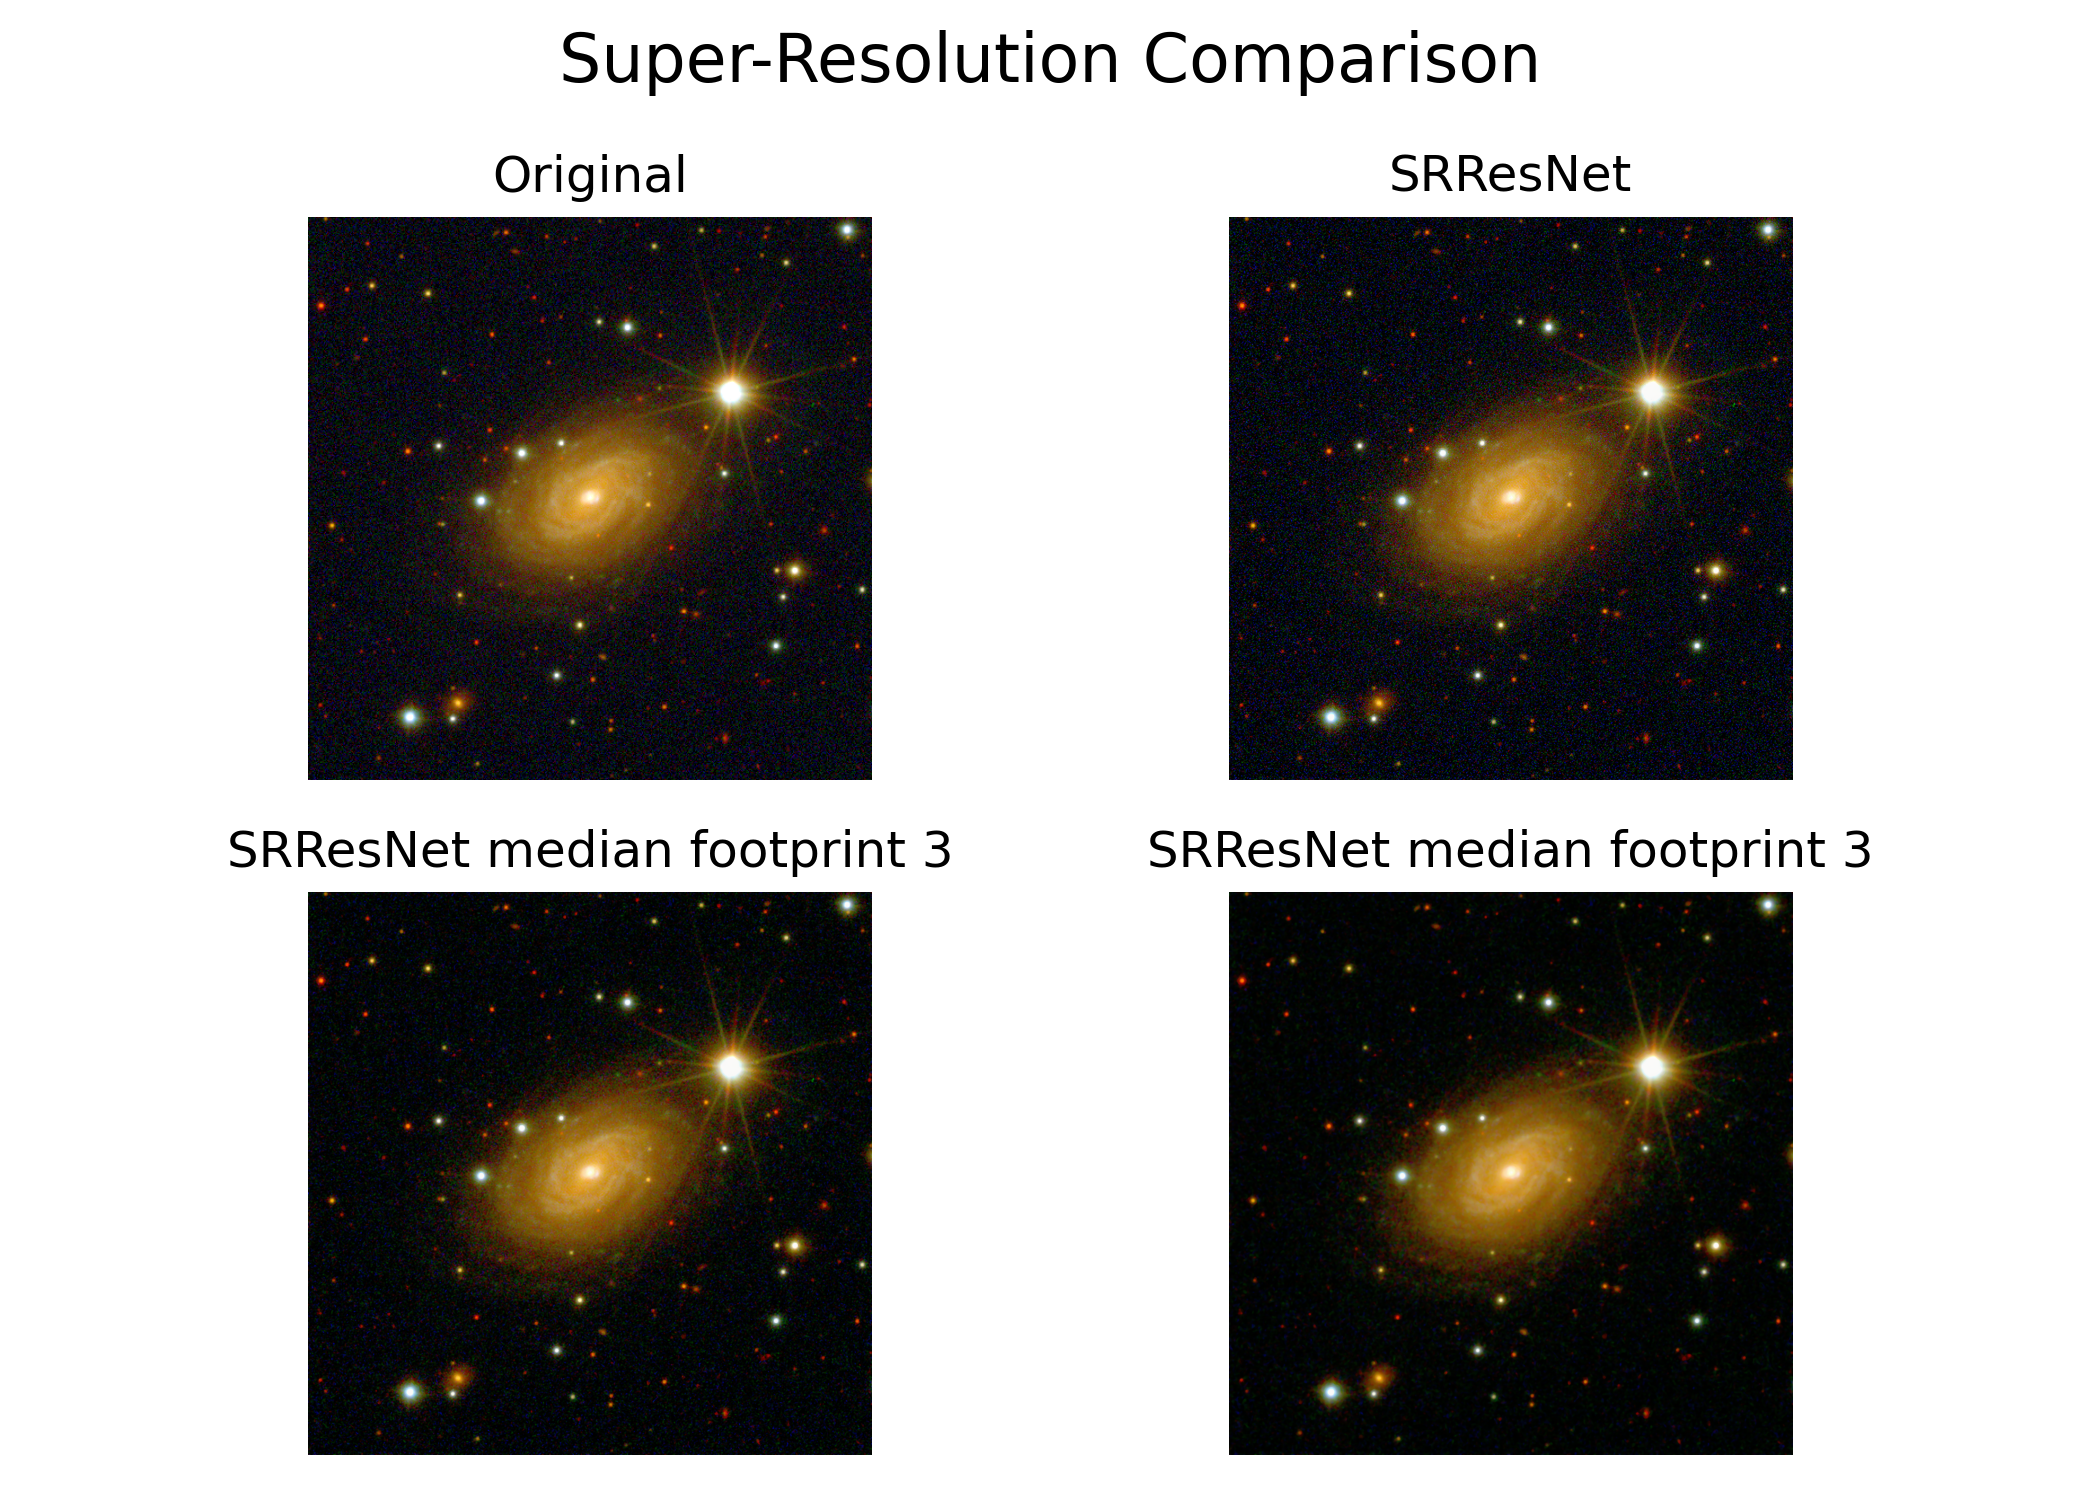 Super-Resolution Comparison
Original
SRResNet
SRResNet median footprint 3
SRResNet median footprint 3